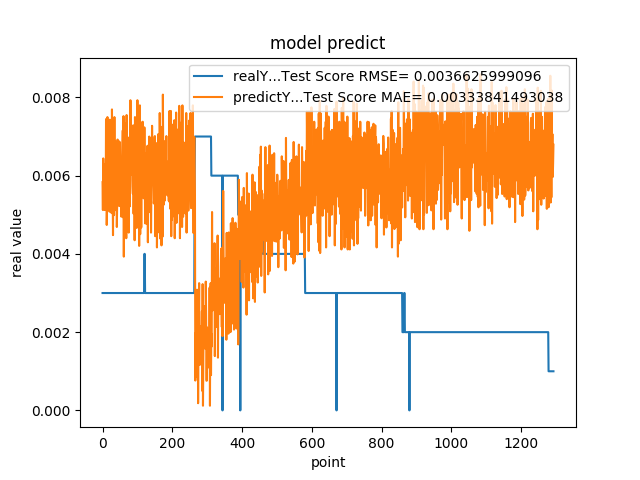 model predict
realY...Test Score RMSE= 0.0036625999096
predictY...Test Score MAE= 0.00333841493038
0.008
0.006
0.004
0.002
0.000
real value
0
200
400
600
800
1000
1200
point